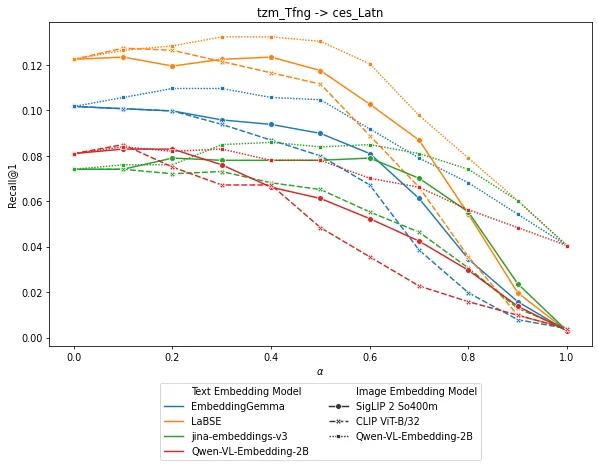 tzm_Tfng -> ces_Latn
Recall@1
0.12
0.10
0.08
0.06
0.04
0.02
0.00
0.0 0.2 0.4 0.6 0.8 1.0
α
Text Embedding Model Image Embedding Model
EmbeddingGemma SigLIP 2 So400m
LaBSE CLIP ViT-B/32
jina-embeddings-v3 Qwen-VL-Embedding-2B
Qwen-VL-Embedding-2B